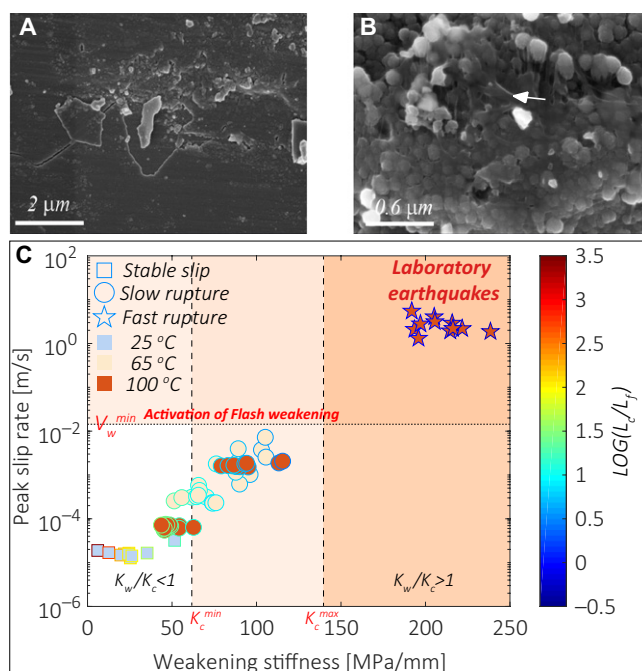 A
2 μm
B
0.6 μm
C
Stable slip
Slow rupture
Fast rupture
25 °C
65 °C
100 °C
Laboratory
earthquakes
V_w^min
Activation of Flash weakening
K_w/K_c<1
K_w/K_c>1
K_c^min
K_c^max
Peak slip rate [m/s]
10^2
10^0
10^-2
10^-4
10^-6
0 50 100 150 200 250
Weakening stiffness [MPa/mm]
3.5
3
2.5
2
1.5
1
0.5
0
−0.5
LOG(L_c/L_f)